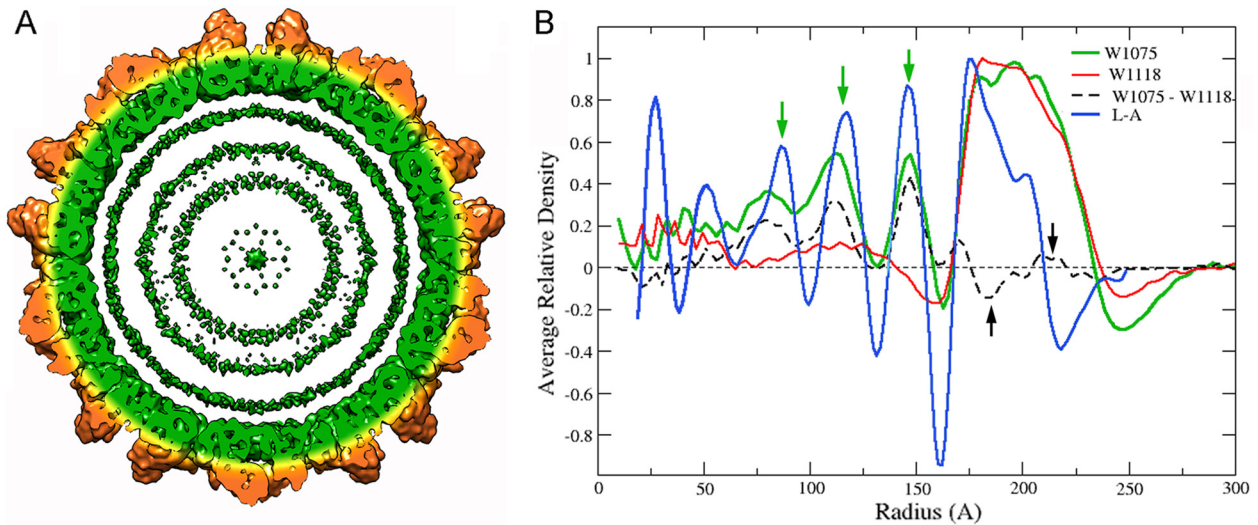 A
B
W1075
W1118
W1075 - W1118
L-A
1
0.8
0.6
0.4
0.2
0
-0.2
-0.4
-0.6
-0.8
Average Relative Density
0 50 100 150 200 250 300
Radius (A)